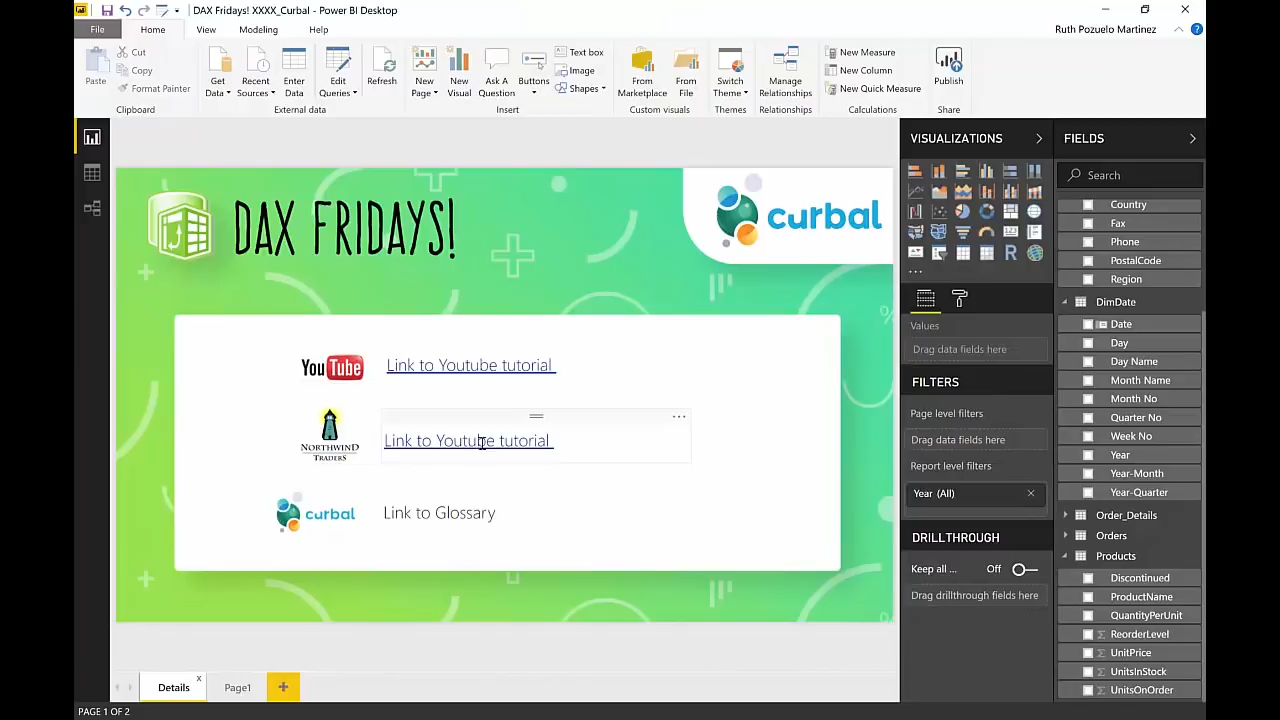 DAX Fridays! XXXX_Curbal - Power BI Desktop
File
Home
View
Modeling
Help
Ruth Pozuelo Martinez
Paste
Cut
Copy
Format Painter
Clipboard
Get Data
Recent Sources
Enter Data
Edit Queries
External data
Refresh
New Page
New Visual
Ask A Question
Buttons
Text box
Image
Shapes
Insert
From Marketplace
From File
Custom visuals
Switch Theme
Themes
Manage Relationships
Relationships
New Measure
New Column
New Quick Measure
Calculations
Publish
Share
DAX FRIDAYS!
curbal
YouTube
Link to Youtube tutorial
NORTHWIND
TRADERS
Link to Youtube tutorial
curbal
Link to Glossary
VISUALIZATIONS
R
Values
Drag data fields here
FILTERS
Page level filters
Drag data fields here
Report level filters
Year (All)
DRILLTHROUGH
Keep all ...
Off
Drag drillthrough fields here
FIELDS
Search
Country
Fax
Phone
PostalCode
Region
DimDate
Date
Day
Day Name
Month Name
Month No
Quarter No
Week No
Year
Year-Month
Year-Quarter
Order_Details
Orders
Products
Discontinued
ProductName
QuantityPerUnit
ReorderLevel
UnitPrice
UnitsInStock
UnitsOnOrder
Details
Page1
PAGE 1 OF 2